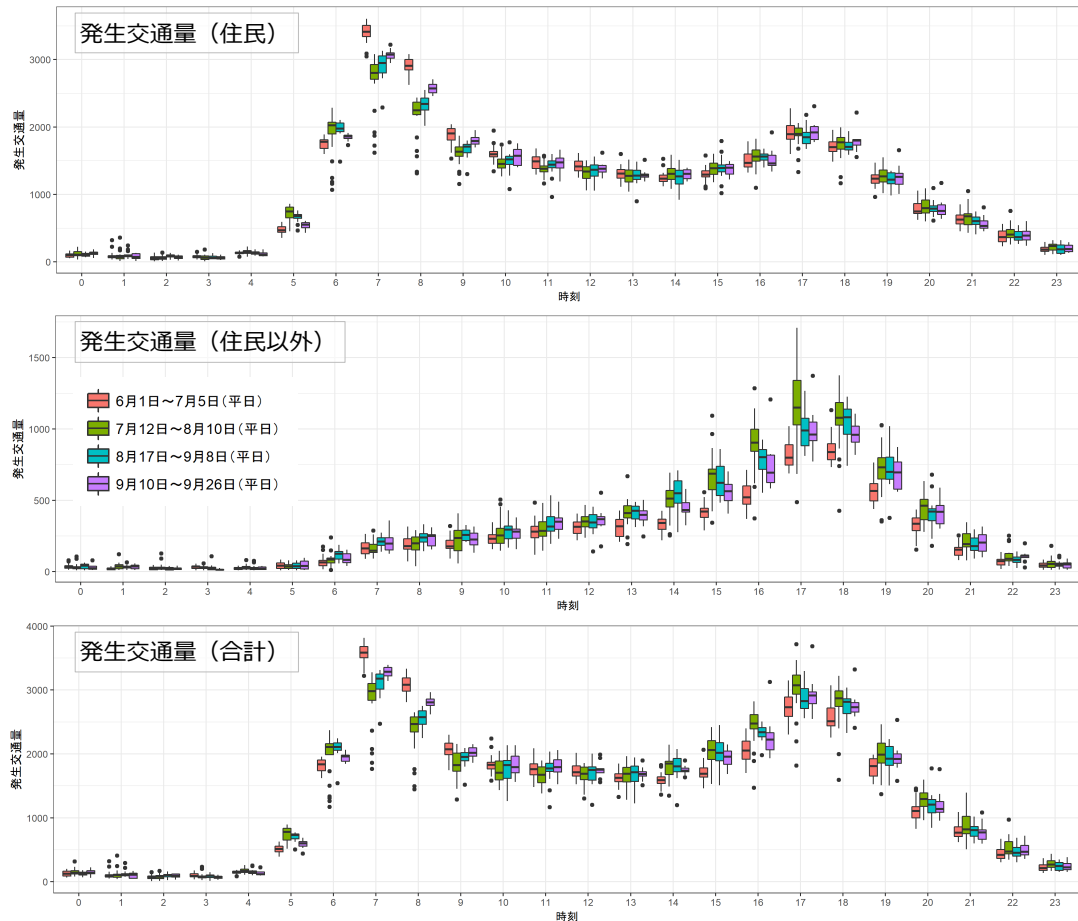 発生交通量（住民）
発生交通量
3000
2000
1000
0
0 1 2 3 4 5 6 7 8 9 10 11 12 13 14 15 16 17 18 19 20 21 22 23
時刻
発生交通量（住民以外）
発生交通量
1500
1000
500
0
6月1日～7月5日（平日）
7月12日～8月10日（平日）
8月17日～9月8日（平日）
9月10日～9月26日（平日）
0 1 2 3 4 5 6 7 8 9 10 11 12 13 14 15 16 17 18 19 20 21 22 23
時刻
発生交通量（合計）
発生交通量
4000
3000
2000
1000
0
0 1 2 3 4 5 6 7 8 9 10 11 12 13 14 15 16 17 18 19 20 21 22 23
時刻